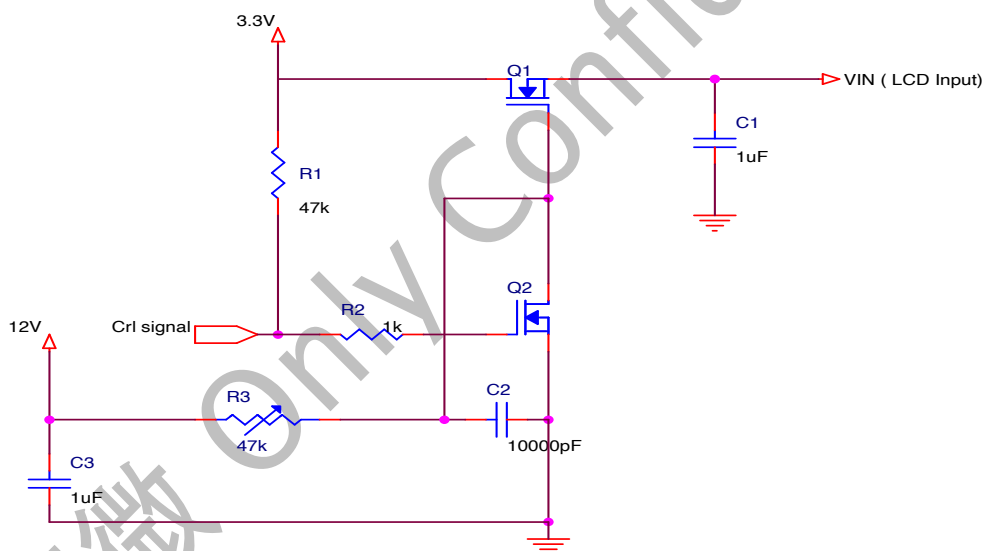 3.3V
Q1
VIN ( LCD Input)
C1
1uF
R1
47k
Q2
R2
1k
12V
Crl signal
R3
47k
C2
10000pF
C3
1uF
微 Only Confi